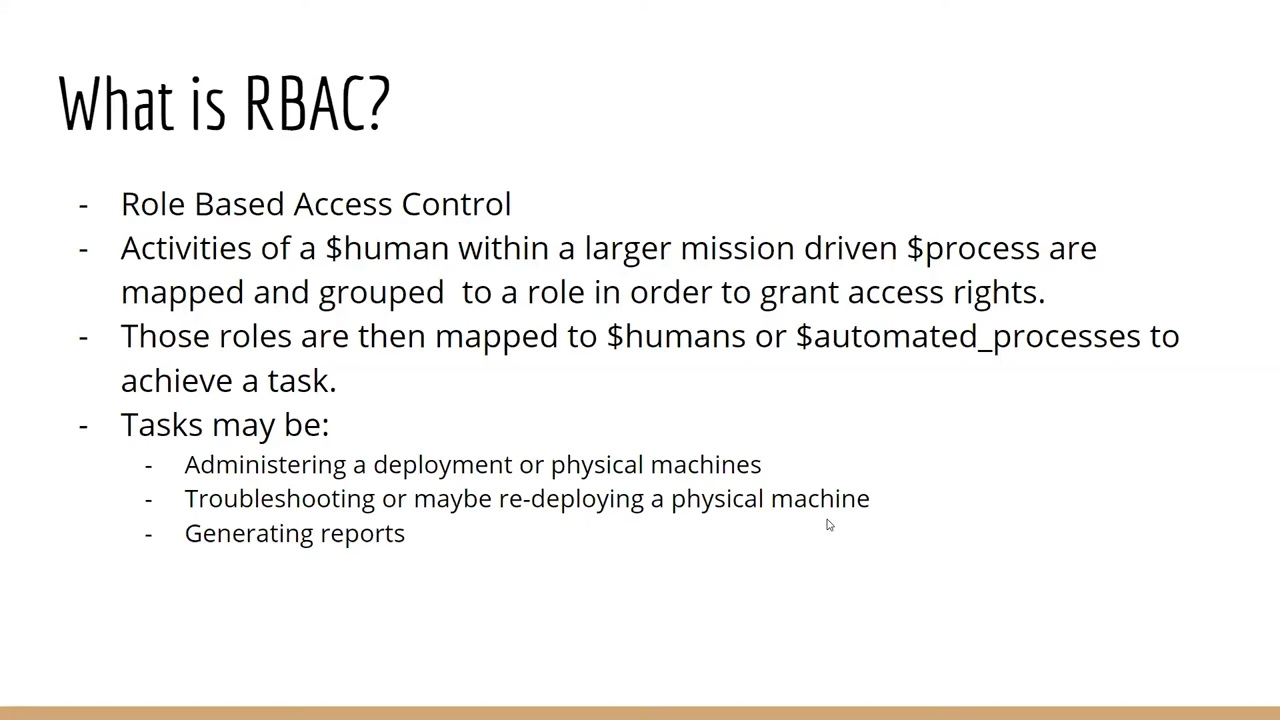 What is RBAC?
- Role Based Access Control
- Activities of a $human within a larger mission driven $process are
mapped and grouped  to a role in order to grant access rights.
- Those roles are then mapped to $humans or $automated_processes to
achieve a task.
- Tasks may be:
- Administering a deployment or physical machines
- Troubleshooting or maybe re-deploying a physical machine
- Generating reports